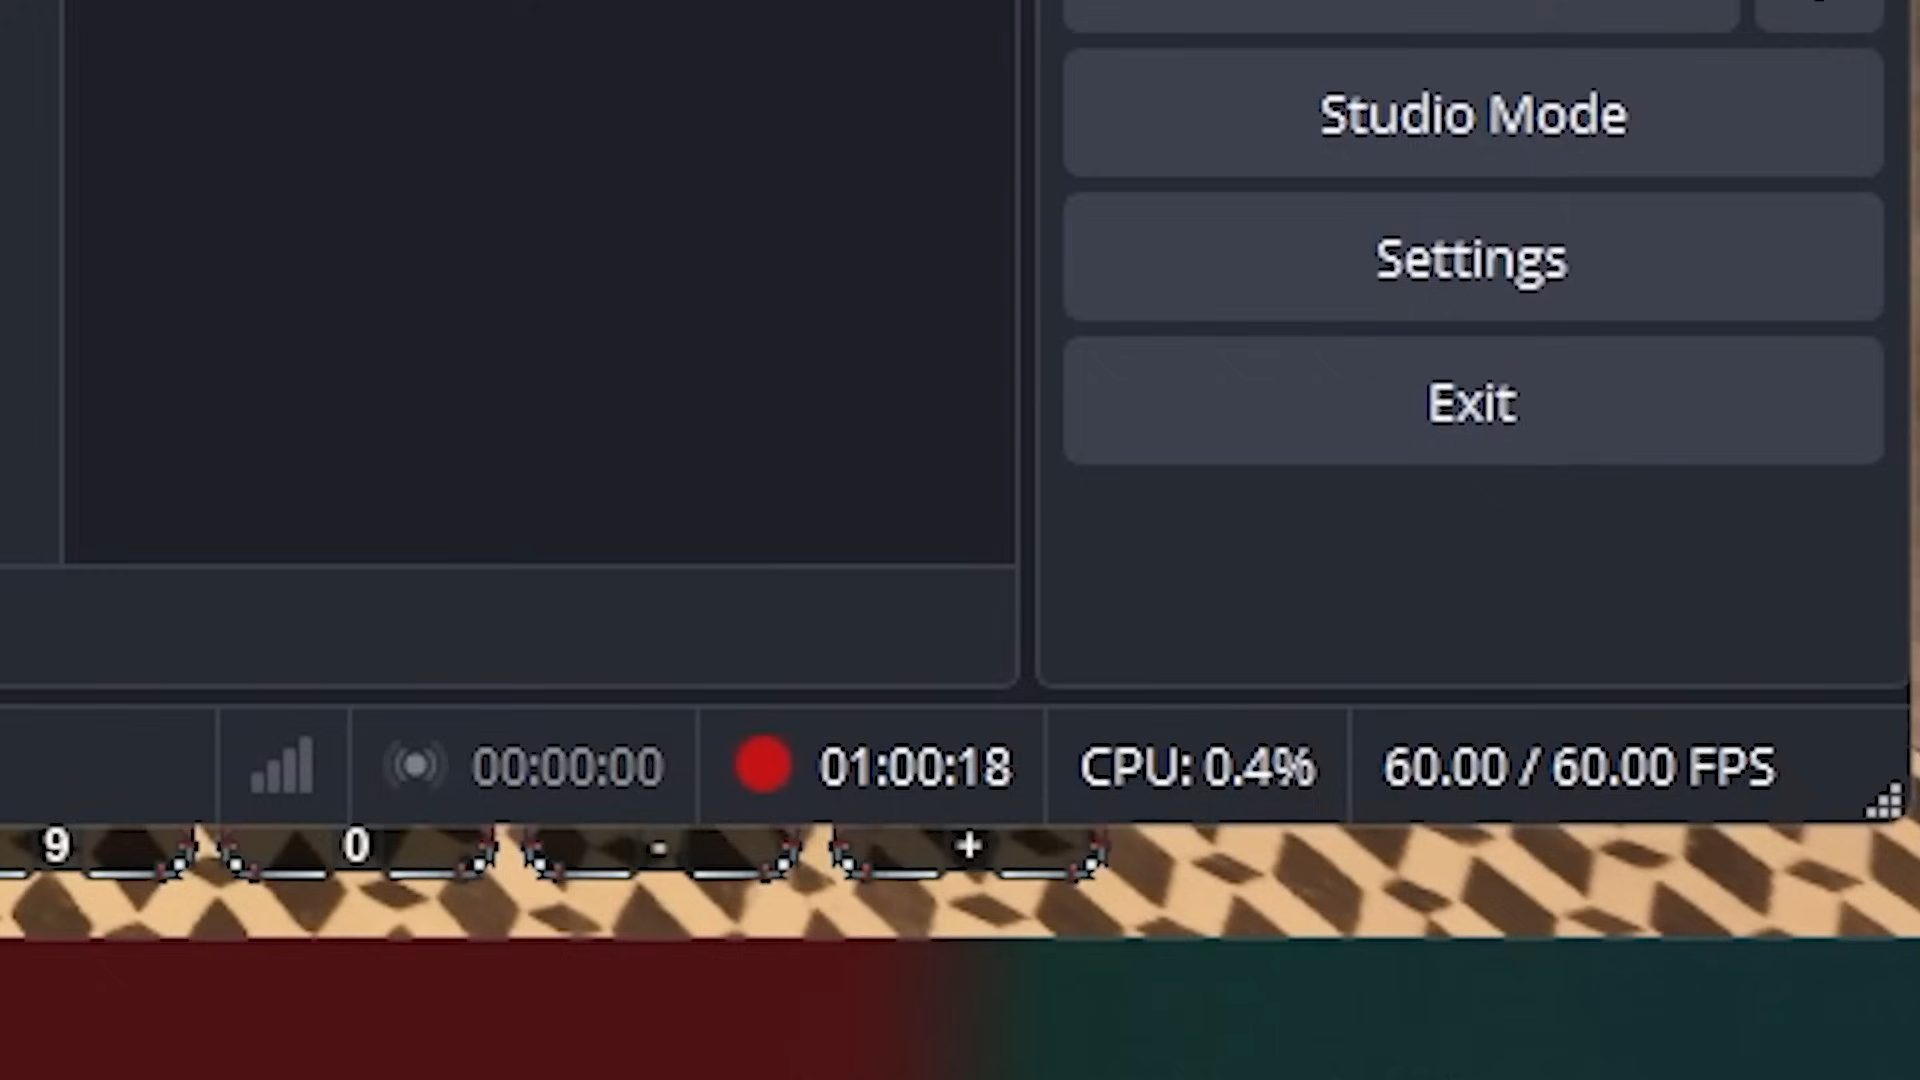 Studio Mode
Settings
Exit
00:00:00 01:00:18 CPU: 0.4% 60.00 / 60.00 FPS
9 0 - +